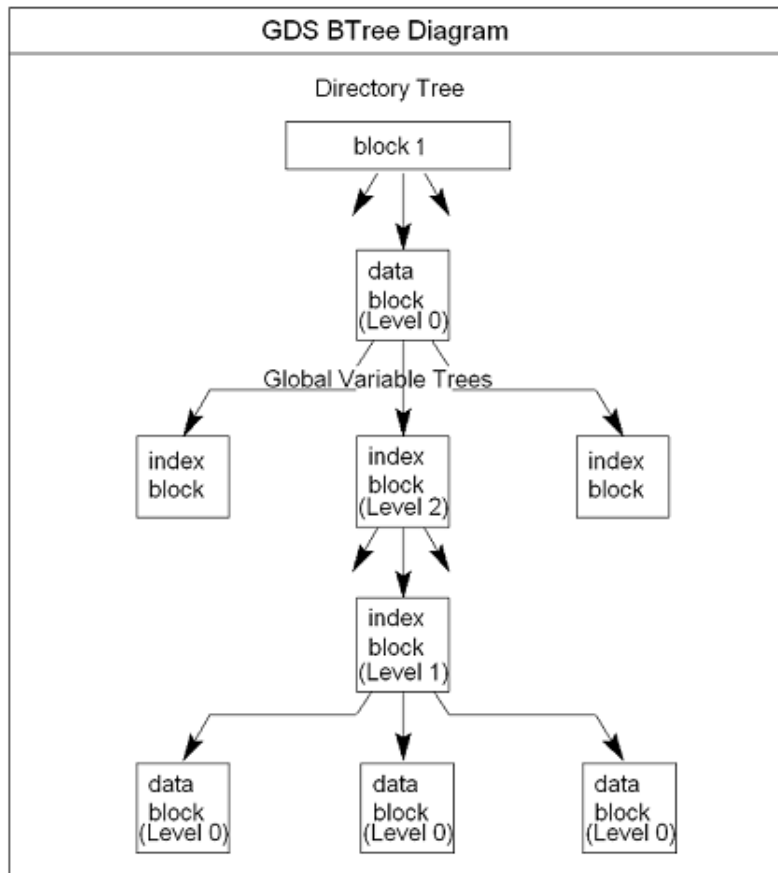 GDS BTree Diagram
Directory Tree
block 1
data
block
(Level 0)
Global Variable Trees
index
block
index
block
(Level 2)
index
block
index
block
(Level 1)
data
block
(Level 0)
data
block
(Level 0)
data
block
(Level 0)